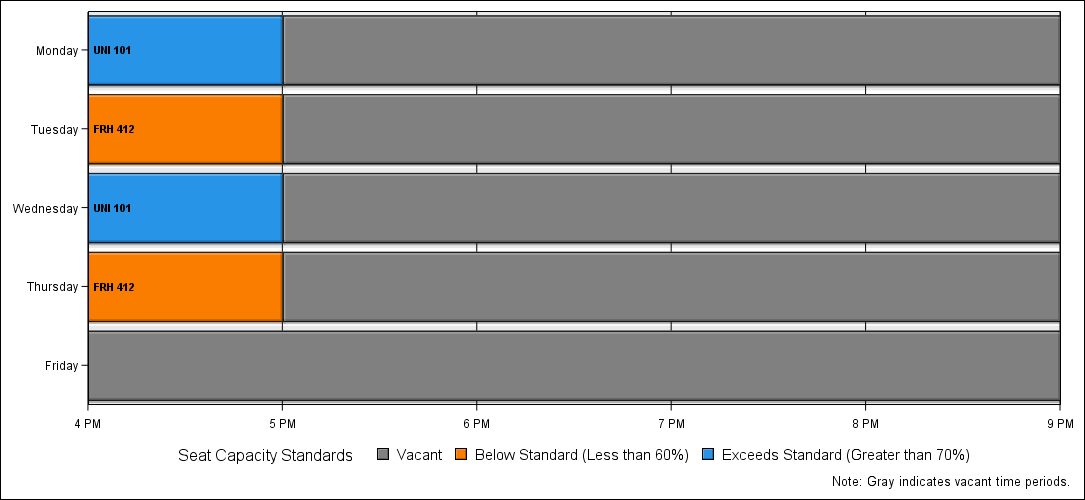 Monday UNI 101
Tuesday FRH 412
Wednesday UNI 101
Thursday FRH 412
Friday
4 PM 5 PM 6 PM 7 PM 8 PM 9 PM
Seat Capacity Standards Vacant Below Standard (Less than 60%) Exceeds Standard (Greater than 70%)
Note: Gray indicates vacant time periods.